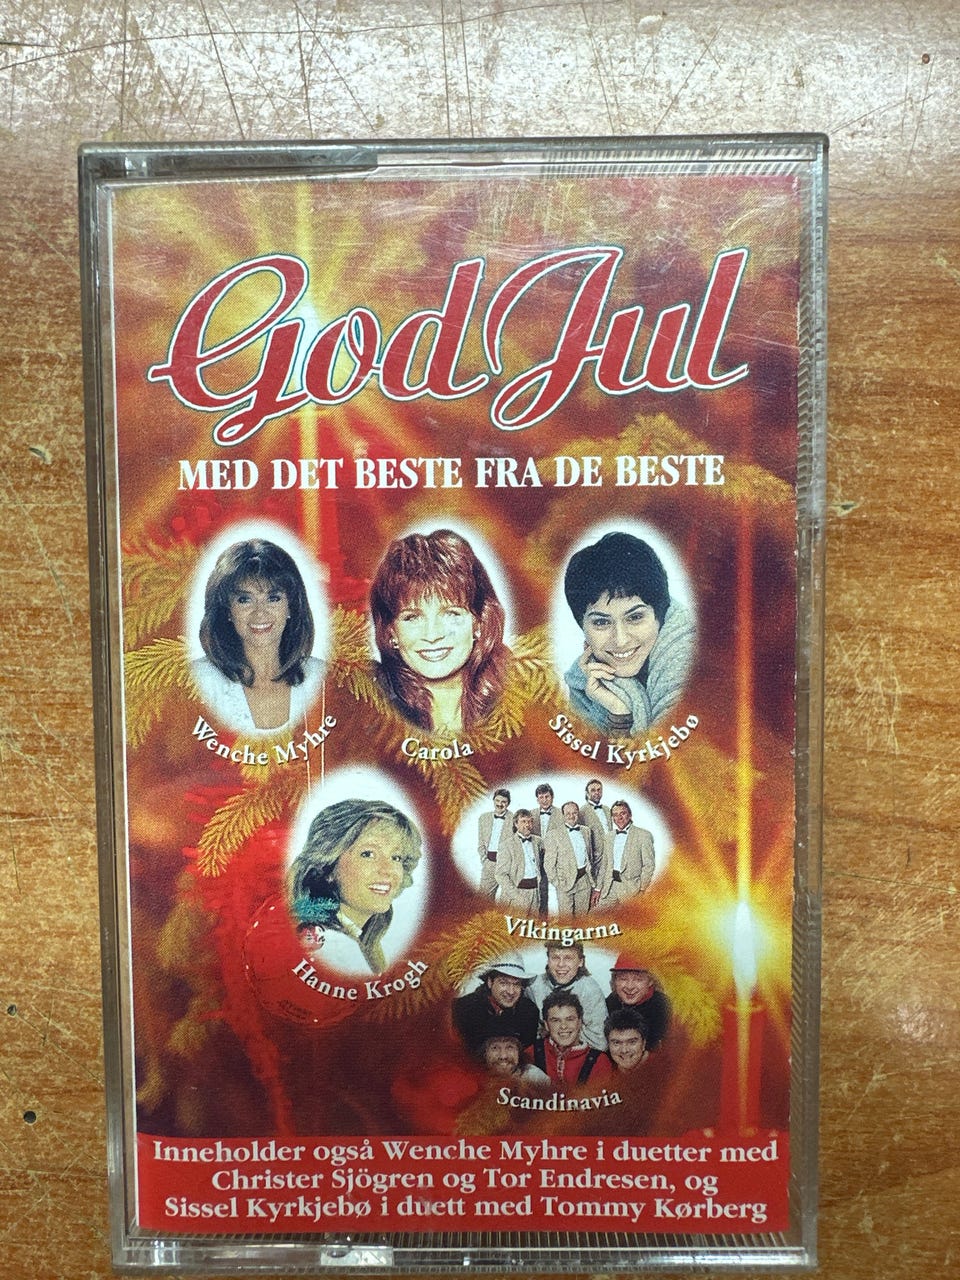 God Jul
MED DET BESTE FRA DE BESTE
Wenche Myhre
Carola
Sissel Kyrkjebø
Hanne Krogh
Vikingarna
Scandinavia
Inneholder også Wenche Myhre i duetter med
Christer Sjögren og Tor Endresen, og
Sissel Kyrkjebø i duett med Tommy Kørberg